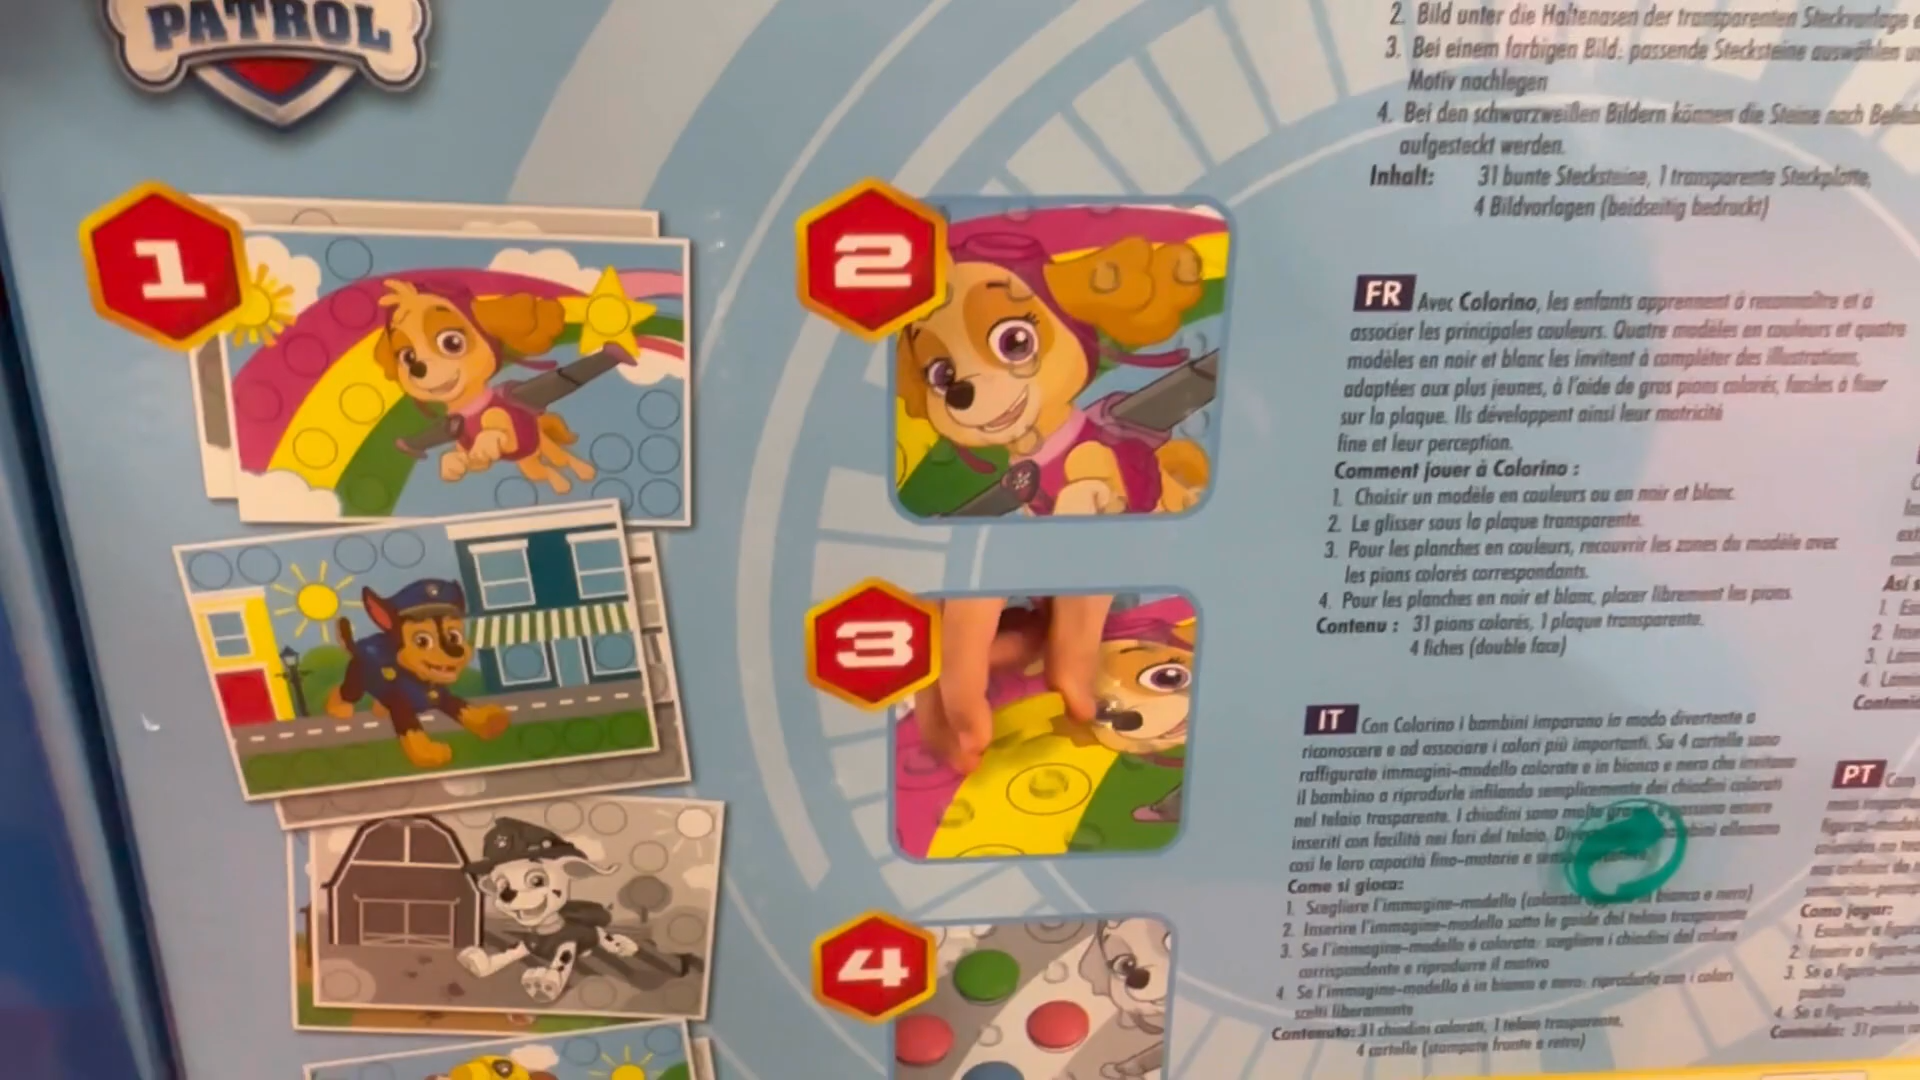 PATROL
1
2
3
4
2. Bild unter die Haltenasen der transparenten Steckvorlage
3. Bei einem farbigen Bild: passende Stecksteine auswählen
Motiv nachlegen
4. Bei den schwarzweißen Bildern können die Steine nach
aufgesteckt werden.
Inhalt: 31 bunte Stecksteine, 1 transparente Steckplatte,
4 Bildvorlagen (beidseitig bedruckt)
FR Avec Colorino, les enfants apprennent à reconnaître et à
associer les principales couleurs. Quatre modèles en couleurs et quatre
modèles en noir et blanc les invitent à compléter des illustrations,
adaptées aux plus jeunes, à l'aide de gros pions colorés, faciles à fixer
sur la plaque. Ils développent ainsi leur motricité
fine et leur perception.
Comment jouer à Colorino :
1. Choisir un modèle en couleurs ou en noir et blanc.
2. Le glisser sous la plaque transparente.
3. Pour les planches en couleurs, recouvrir les zones du modèle avec
les pions colorés correspondants.
4. Pour les planches en noir et blanc, placer librement les pions.
Contenu : 31 pions colorés, 1 plaque transparente,
4 fiches (double face)
IT Con Colorino i bambini imparano in modo divertente a
riconoscere e ad associare i colori più importanti. Su 4 cartelle sono
raffigurate immagini-modello colorate e in bianco e nero che invitano
il bambino a riprodurle infilando semplicemente dei chiodini colorati
nel telaio trasparente. I chiodini sono molto
inseriti con facilità nei fori del telaio.
così le loro capacità fino-motorie e
Come si gioca:
1. Scegliere l'immagine-modello bianco e nero)
2. Inserire l'immagine-modello sotto le guide del telaio trasparente
3. Se l'immagine-modello è colorata: scegliere i chiodini del colore
corrispondente e riprodurre il motivo
4. Se l'immagine-modello è in bianco e nero: riprodurla con i colori
scelti liberamente
Contenuto: 31 chiodini colorati, 1 telaio trasparente,
4 cartelle (stampate fronte e retro)
Así
PT
Como jogar: